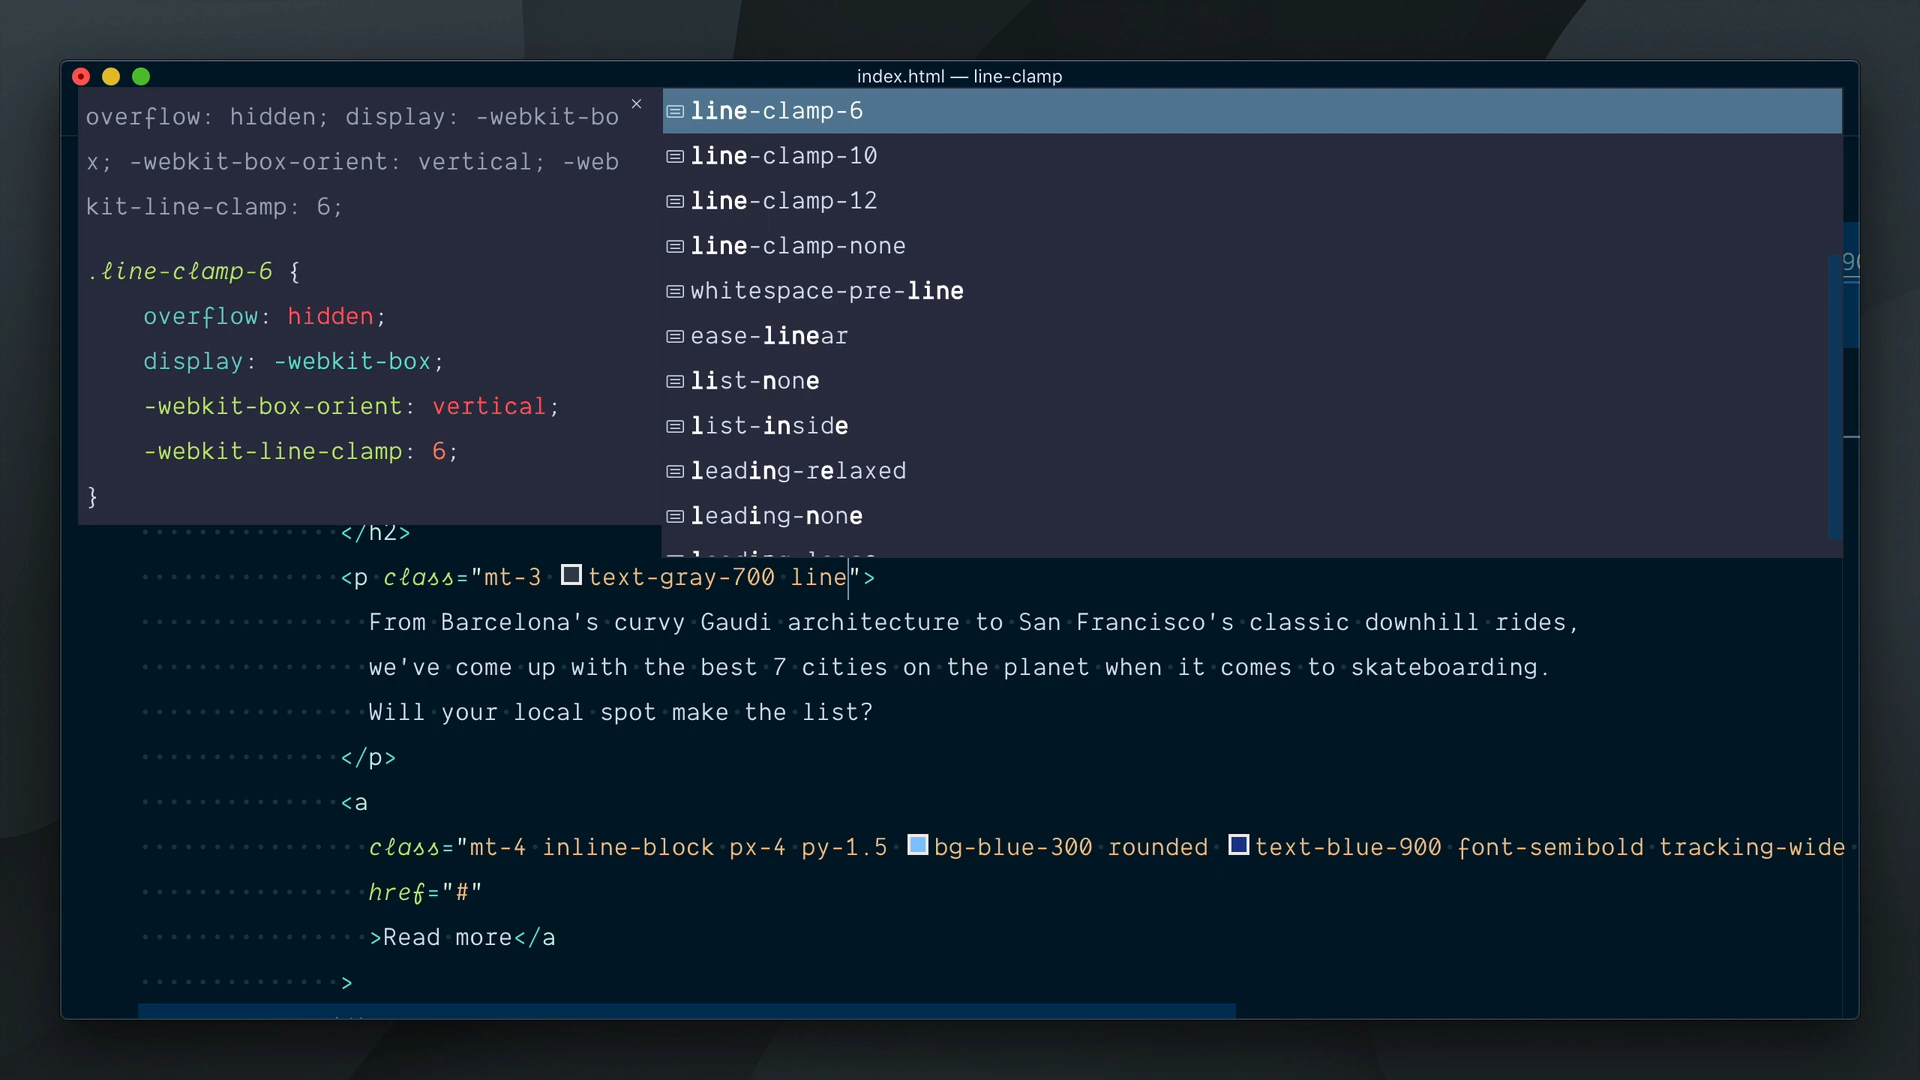 index.html — line-clamp
overflow: hidden; display: -webkit-bo
x; -webkit-box-orient: vertical; -web
kit-line-clamp: 6;
.line-clamp-6 {
overflow: hidden;
display: -webkit-box;
-webkit-box-orient: vertical;
-webkit-line-clamp: 6;
}
line-clamp-6
line-clamp-10
line-clamp-12
line-clamp-none
whitespace-pre-line
ease-linear
list-none
list-inside
leading-relaxed
leading-none
</h2>
<p class="mt-3 text-gray-700 line">
From Barcelona's curvy Gaudi architecture to San Francisco's classic downhill rides,
we've come up with the best 7 cities on the planet when it comes to skateboarding.
Will your local spot make the list?
</p>
<a
class="mt-4 inline-block px-4 py-1.5 bg-blue-300 rounded text-blue-900 font-semibold tracking-wide
href="#"
>Read more</a
>